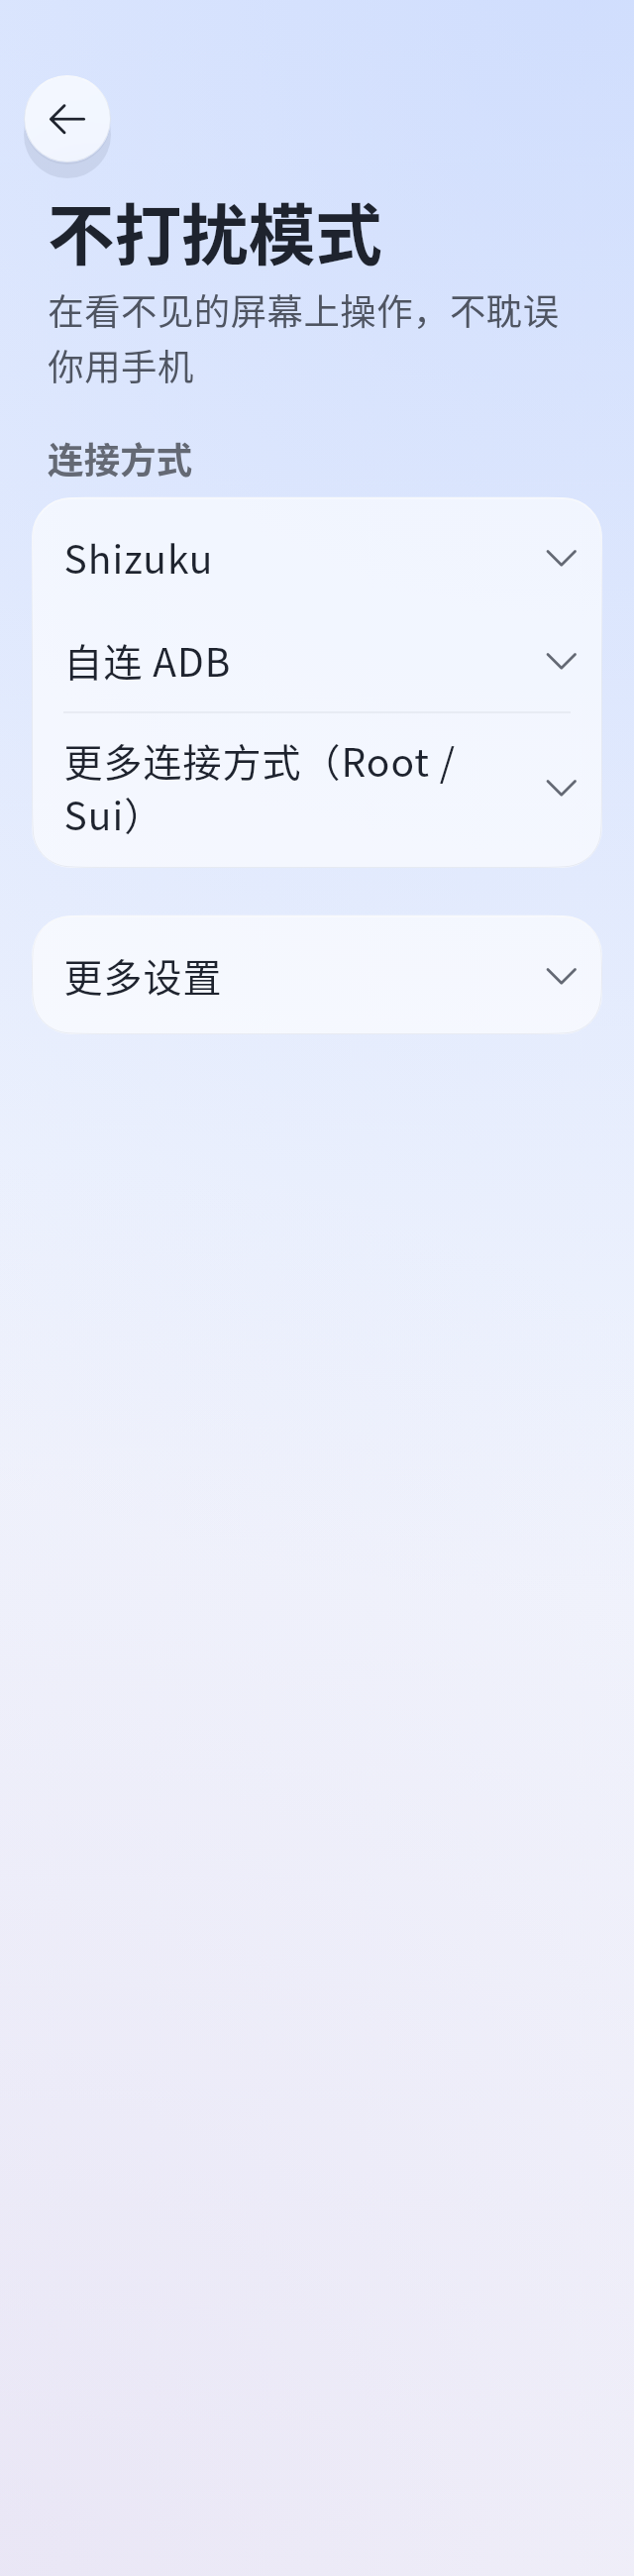 不打扰模式
在看不见的屏幕上操作，不耽误
你用手机
连接方式
Shizuku
自连 ADB
更多连接方式（Root /
Sui）
更多设置